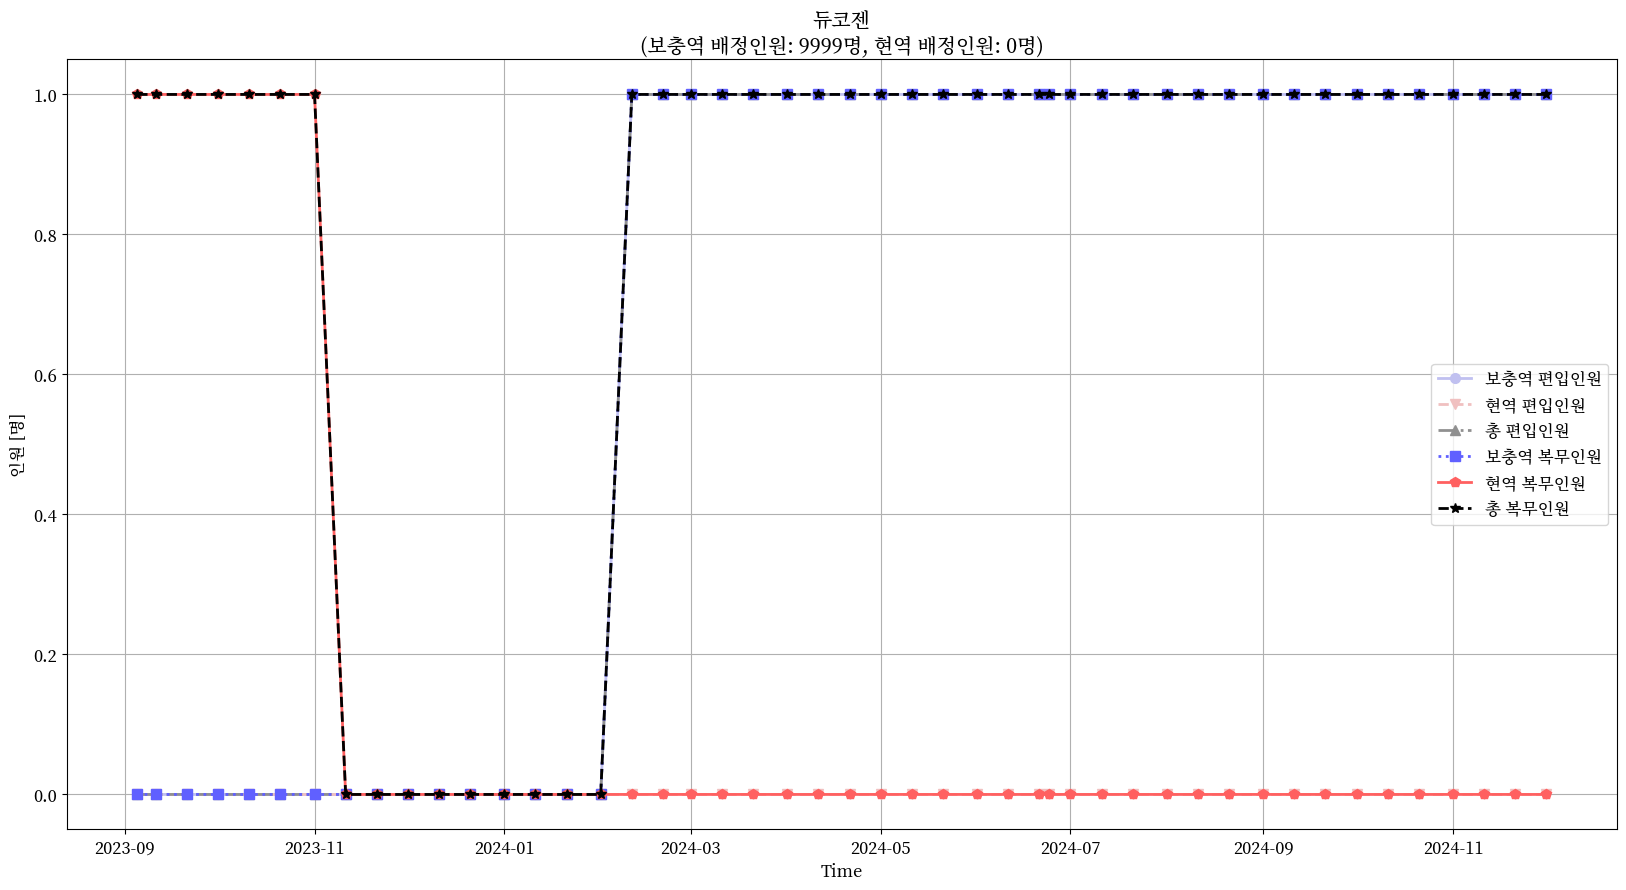 듀코젠
(보충역 배정인원: 9999명, 현역 배정인원: 0명)
1.0
0.8
0.6
0.4
0.2
0.0
인원 [명]
보충역 편입인원
현역 편입인원
총 편입인원
보충역 복무인원
현역 복무인원
총 복무인원
2023-09
2023-11
2024-01
2024-03
2024-05
2024-07
2024-09
2024-11
Time